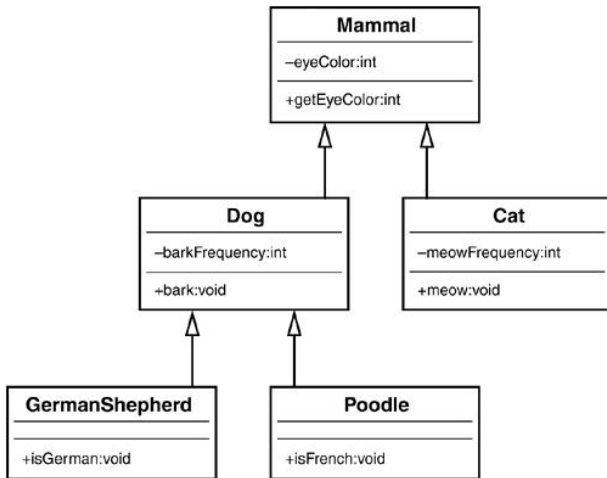 Mammal
–eyeColor:int
+getEyeColor:int
Dog
–barkFrequency:int
+bark:void
Cat
–meowFrequency:int
+meow:void
GermanShepherd
+isGerman:void
Poodle
+isFrench:void